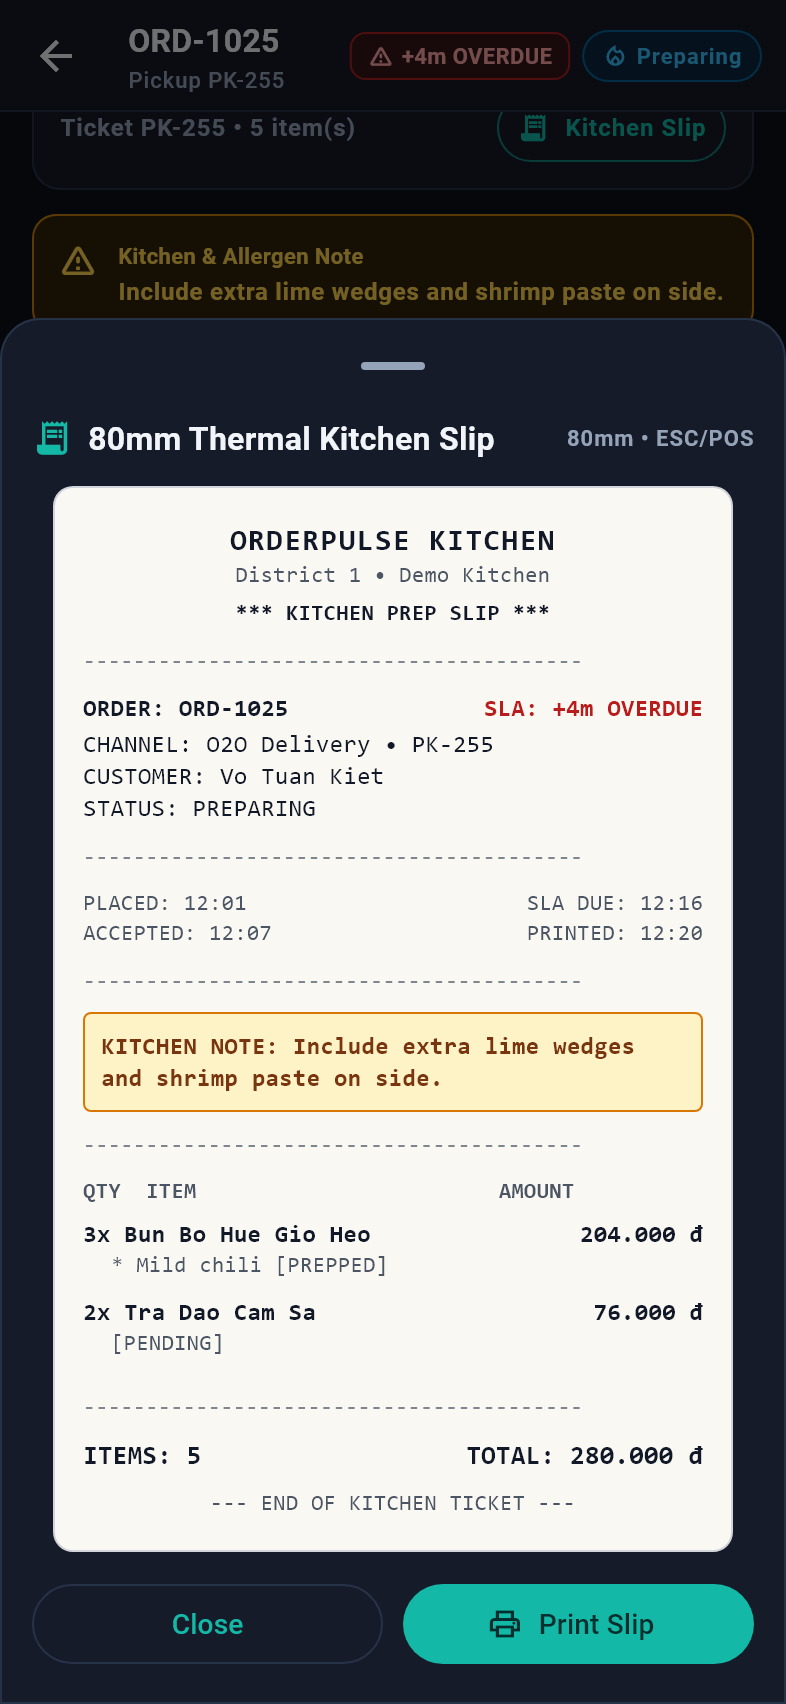 ORD-1025
Pickup PK-255
+4m OVERDUE
Preparing
Ticket PK-255 • 5 item(s)
Kitchen Slip
Kitchen & Allergen Note
Include extra lime wedges and shrimp paste on side.
80mm Thermal Kitchen Slip
80mm • ESC/POS
ORDERPULSE KITCHEN
District 1 • Demo Kitchen
*** KITCHEN PREP SLIP ***
----------------------------------------
ORDER: ORD-1025 SLA: +4m OVERDUE
CHANNEL: O2O Delivery • PK-255
CUSTOMER: Vo Tuan Kiet
STATUS: PREPARING
----------------------------------------
PLACED: 12:01 SLA DUE: 12:16
ACCEPTED: 12:07 PRINTED: 12:20
----------------------------------------
KITCHEN NOTE: Include extra lime wedges
and shrimp paste on side.
----------------------------------------
QTY ITEM AMOUNT
3x Bun Bo Hue Gio Heo 204.000 đ
* Mild chili [PREPPED]
2x Tra Dao Cam Sa 76.000 đ
[PENDING]
----------------------------------------
ITEMS: 5 TOTAL: 280.000 đ
--- END OF KITCHEN TICKET ---
Close
Print Slip